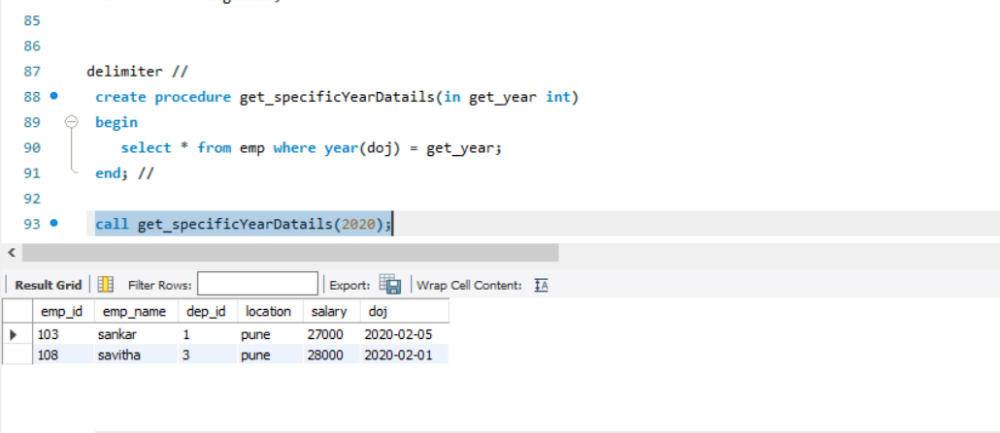 85
86
87 delimiter //
88 create procedure get_specificYearDatails(in get_year int)
89 begin
90 select * from emp where year(doj) = get_year;
91 end; //
92
93 call get_specificYearDatails(2020);
Result Grid Filter Rows: Export: Wrap Cell Content: IA
emp_id emp_name dep_id location salary doj
103 sankar 1 pune 27000 2020-02-05
108 savitha 3 pune 28000 2020-02-01